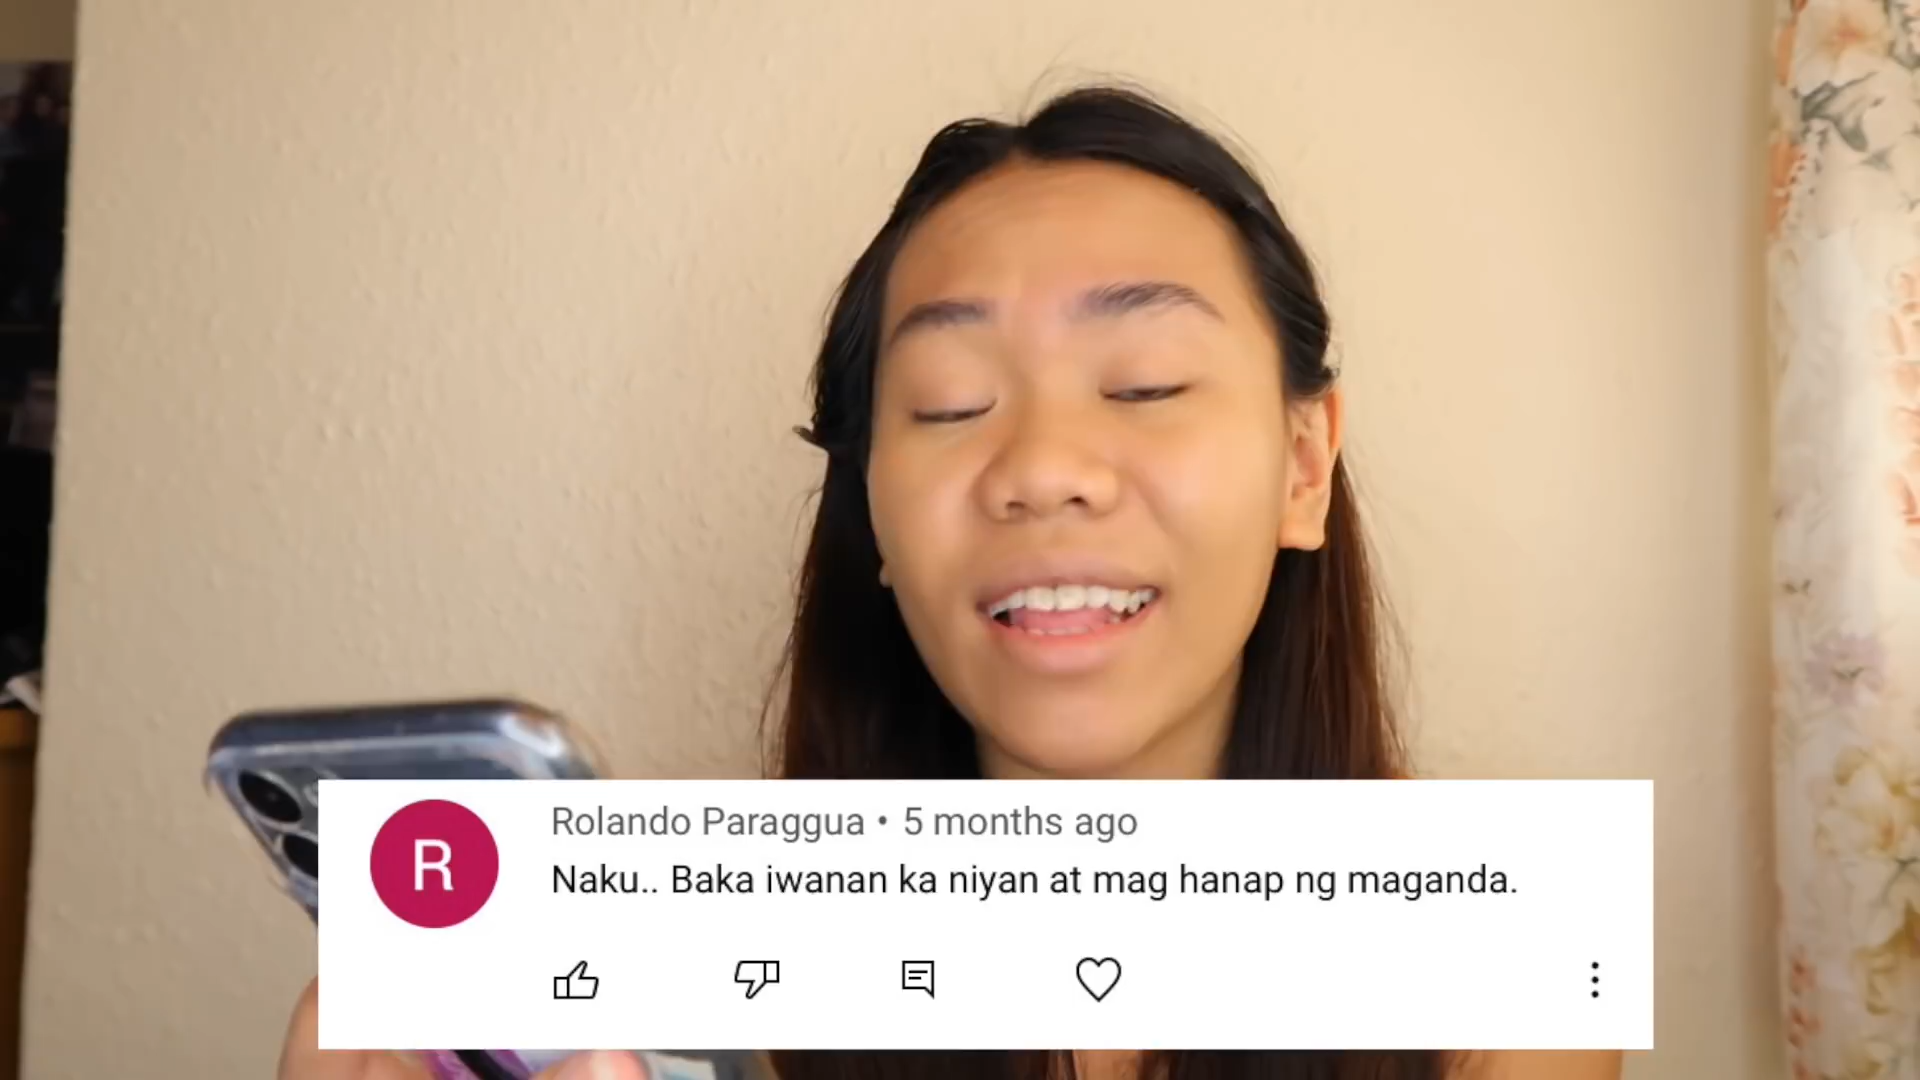 R
Rolando Paraggua • 5 months ago
Naku.. Baka iwanan ka niyan at mag hanap ng maganda.